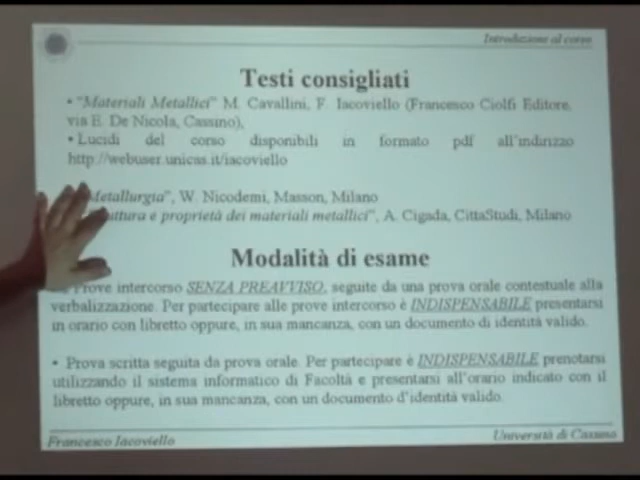 Introduzione al corso
Testi consigliati
• "Materiali Metallici" M. Cavallini, F. Iacoviello (Francesco Ciolfi Editore,
via E. De Nicola, Cassino),
• Lucidi del corso disponibili in formato pdf all'indirizzo
http://webuser.unicas.it/iacoviello
Metallurgia", W. Nicodemi, Masson, Milano
uttura e proprietà dei materiali metallici", A. Cigada, CittaStudi, Milano
Modalità di esame
Prove intercorso SENZA PREAVVISO, seguite da una prova orale contestuale alla
verbalizzazione. Per partecipare alle prove intercorso è INDISPENSABILE presentarsi
in orario con libretto oppure, in sua mancanza, con un documento di identità valido.
• Prova scritta seguita da prova orale. Per partecipare è INDISPENSABILE prenotarsi
utilizzando il sistema informatico di Facoltà e presentarsi all'orario indicato con il
libretto oppure, in sua mancanza, con un documento d'identità valido.
Francesco Iacoviello
Università di Cassino